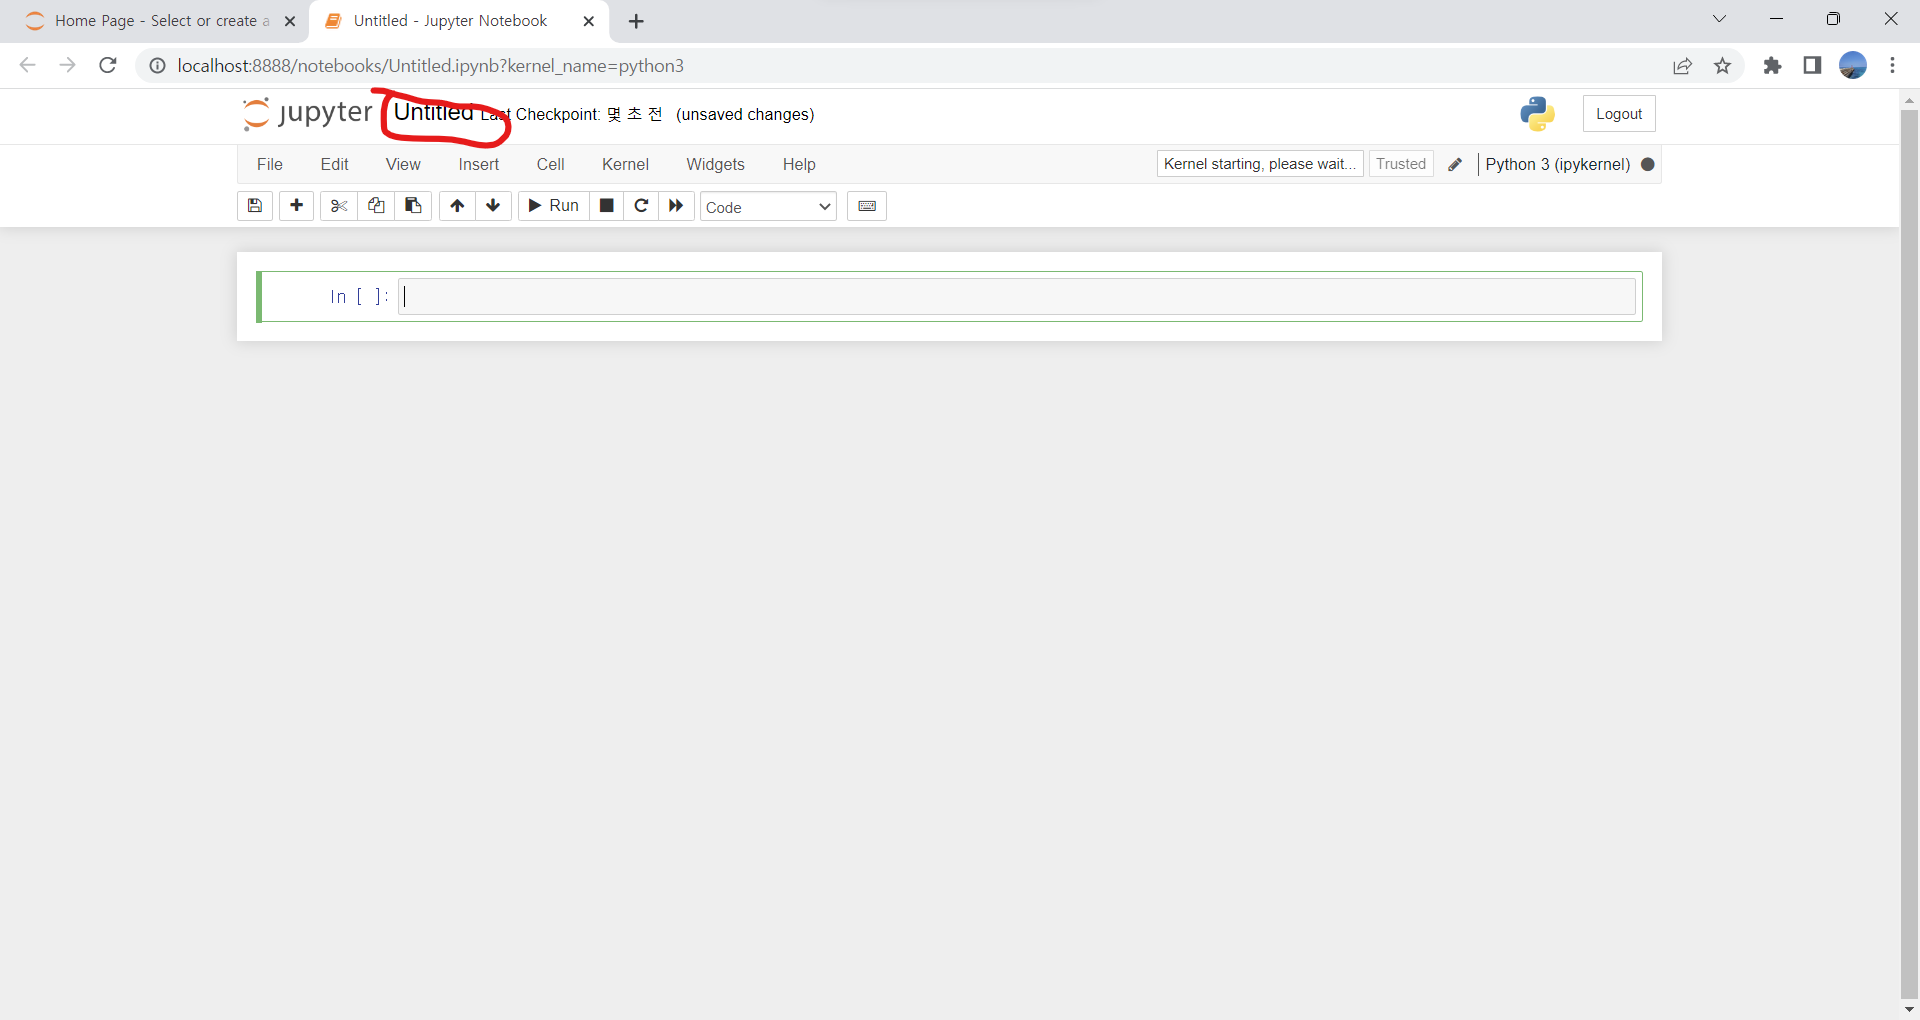 Home Page - Select or create a
Untitled - Jupyter Notebook
localhost:8888/notebooks/Untitled.ipynb?kernel_name=python3
jupyter Untitled Last Checkpoint: 몇 초 전 (unsaved changes)
Logout
File Edit View Insert Cell Kernel Widgets Help
Kernel starting, please wait... Trusted Python 3 (ipykernel)
Run Code
In [ ]: